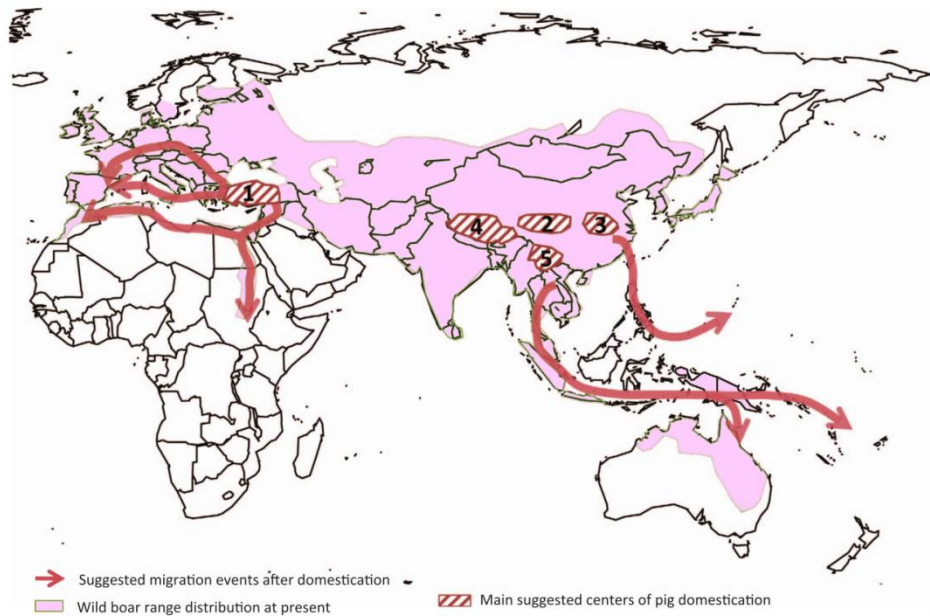 1
4
2
3
5
Suggested migration events after domestication
Wild boar range distribution at present
Main suggested centers of pig domestication